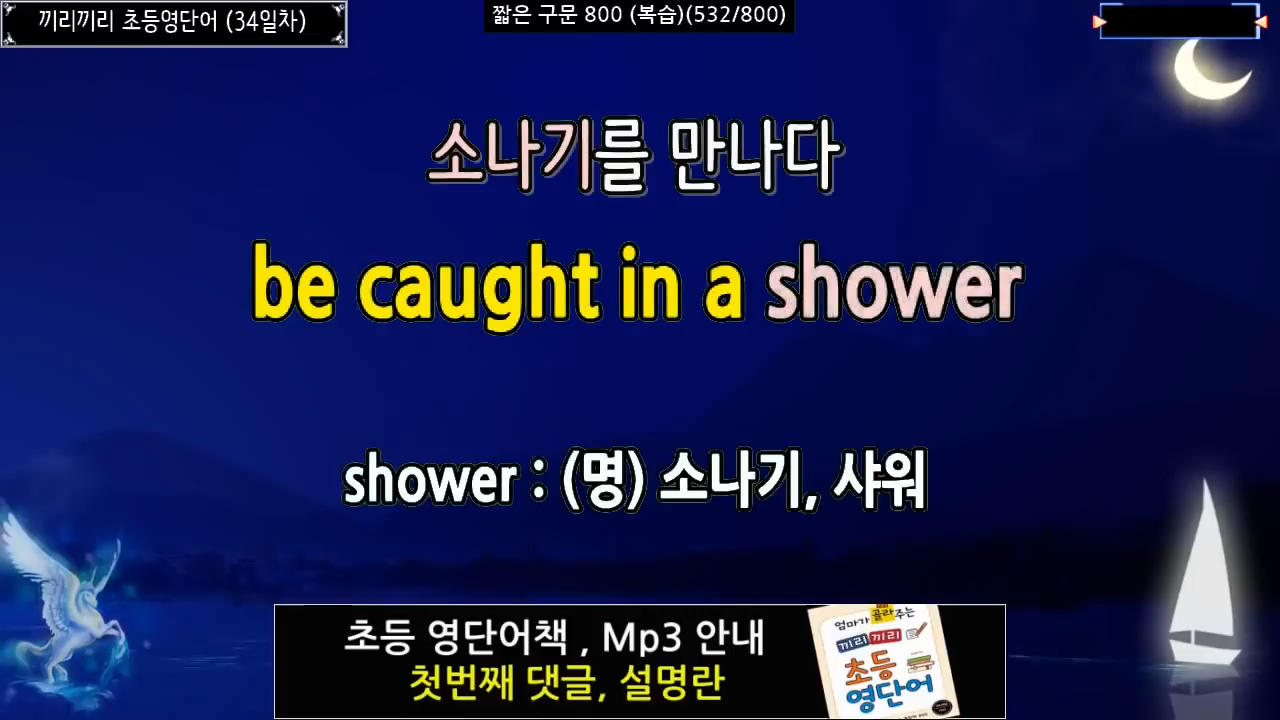 끼리끼리 초등영단어 (34일차)
짧은 구문 800 (복습)(532/800)
소나기를 만나다
be caught in a shower
shower : (명) 소나기, 샤워
초등 영단어책 , Mp3 안내
첫번째 댓글, 설명란
엄마가 골라주는
끼리끼리
초등
영단어